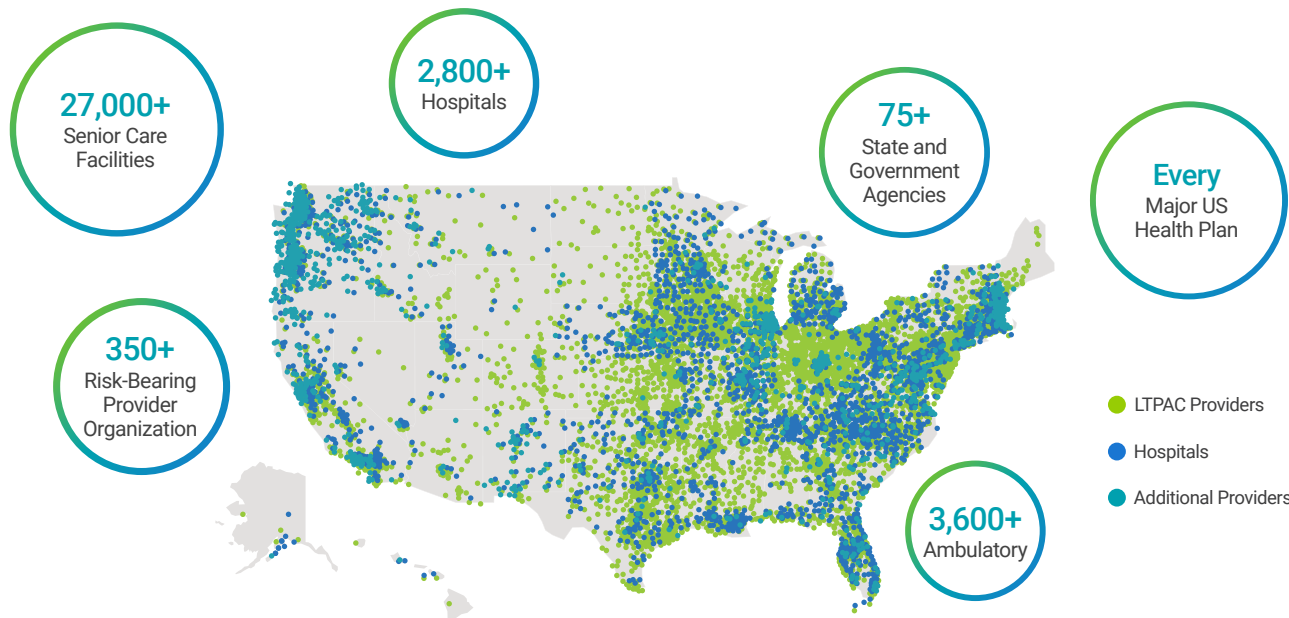 27,000+
Senior Care
Facilities
2,800+
Hospitals
75+
State and
Government
Agencies
Every
Major US
Health Plan
350+
Risk-Bearing
Provider
Organization
3,600+
Ambulatory
LTPAC Providers
Hospitals
Additional Providers